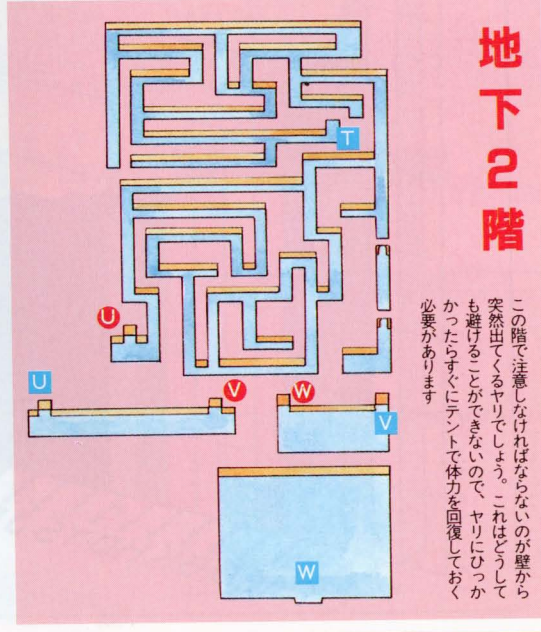 地下2階
この階で注意しなければならないのが壁から
突然出てくるヤリでしょう。これはどうして
も避けることができないので、ヤリにひっか
かったらすぐにテントで体力を回復しておく
必要があります
T
U
U
V
W
V
W